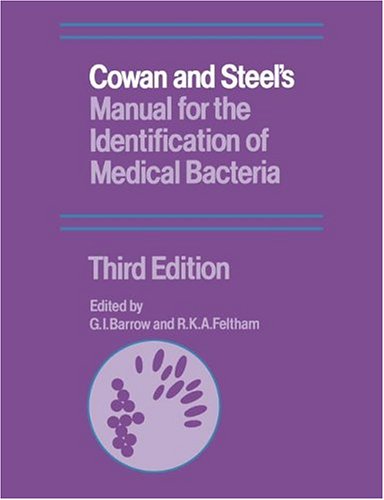 Cowan and Steel's
Manual for the
Identification of
Medical Bacteria
Third Edition
Edited by
G.I.Barrow and R.K.A.Feltham